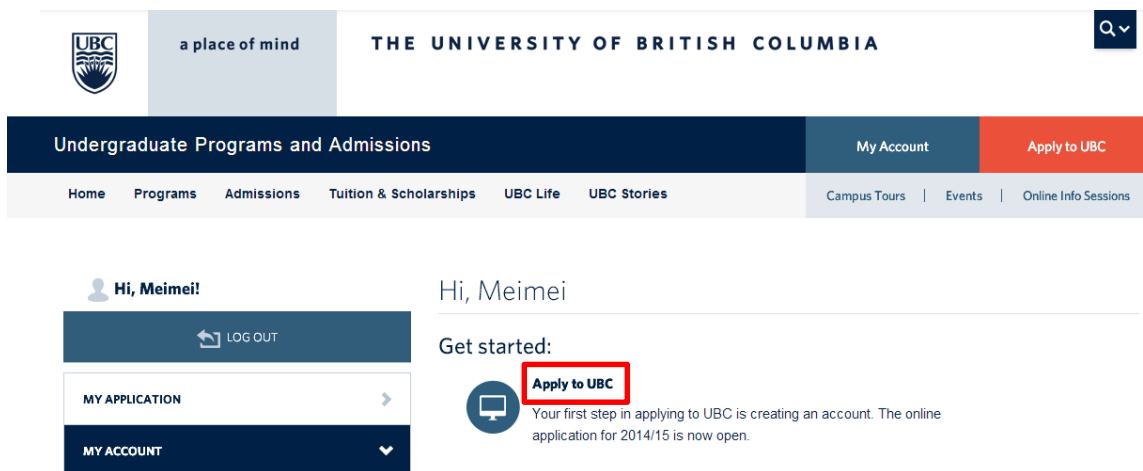 UBC
a place of mind
THE UNIVERSITY OF BRITISH COLUMBIA
Undergraduate Programs and Admissions
My Account
Apply to UBC
Home Programs Admissions Tuition & Scholarships UBC Life UBC Stories
Campus Tours | Events | Online Info Sessions
Hi, Meimei!
LOG OUT
MY APPLICATION
MY ACCOUNT
Hi, Meimei
Get started:
Apply to UBC
Your first step in applying to UBC is creating an account. The online
application for 2014/15 is now open.